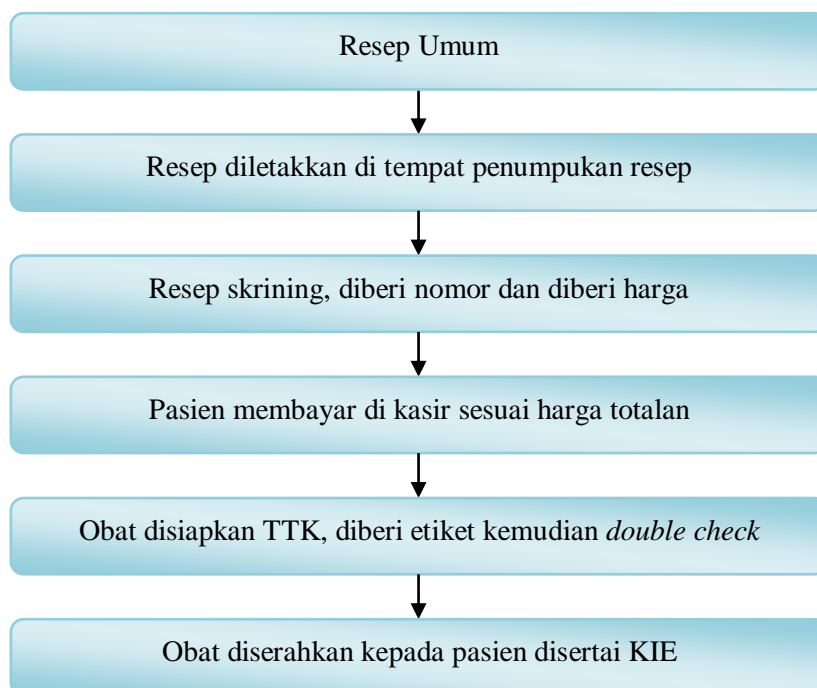 Resep Umum
Resep diletakkan di tempat penumpukan resep
Resep skrining, diberi nomor dan diberi harga
Pasien membayar di kasir sesuai harga totalan
Obat disiapkan TTK, diberi etiket kemudian double check
Obat diserahkan kepada pasien disertai KIE